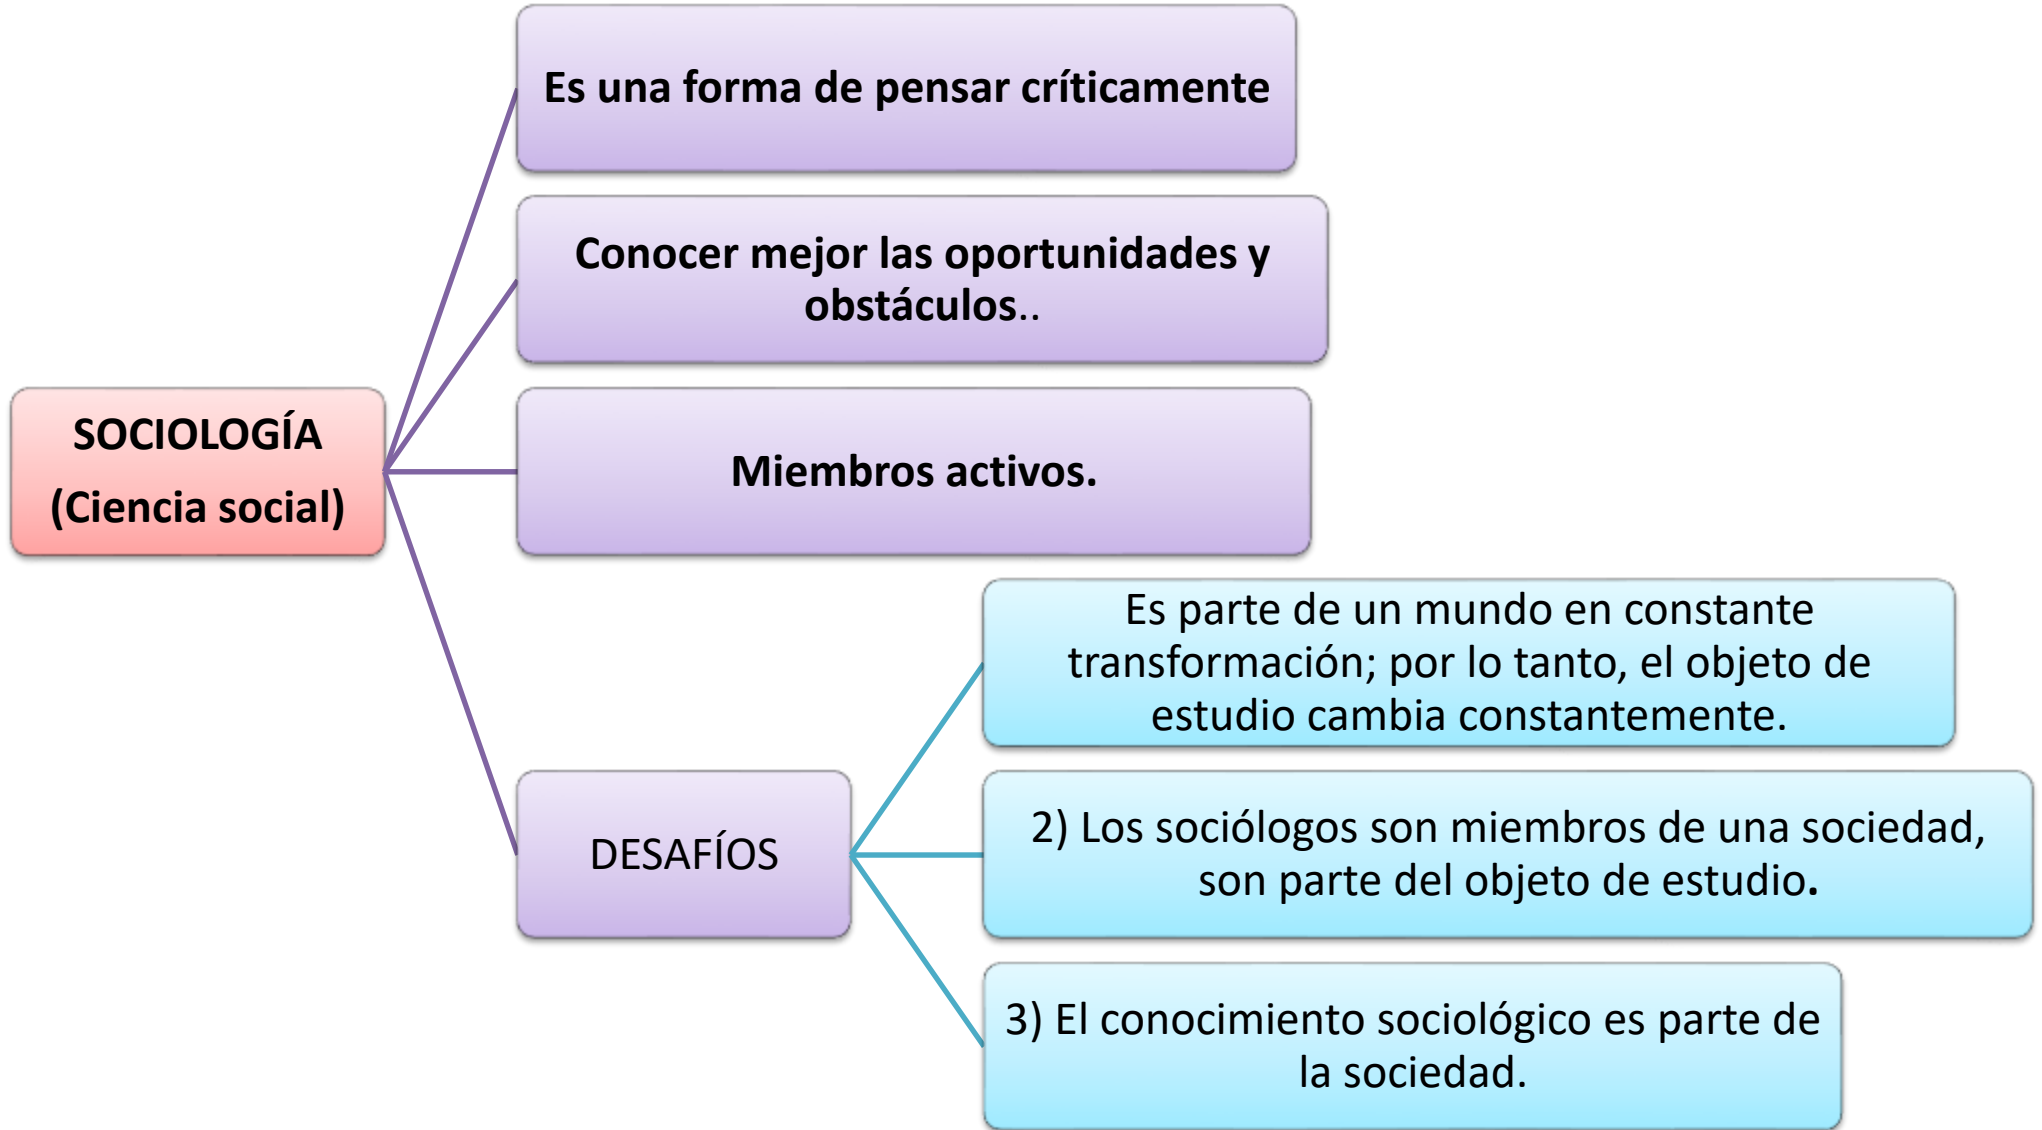 Es una forma de pensar críticamente
Conocer mejor las oportunidades y
obstáculos..
SOCIOLOGÍA
(Ciencia social)
Miembros activos.
DESAFÍOS
Es parte de un mundo en constante
transformación; por lo tanto, el objeto de
estudio cambia constantemente.
2) Los sociólogos son miembros de una sociedad,
son parte del objeto de estudio.
3) El conocimiento sociológico es parte de
la sociedad.